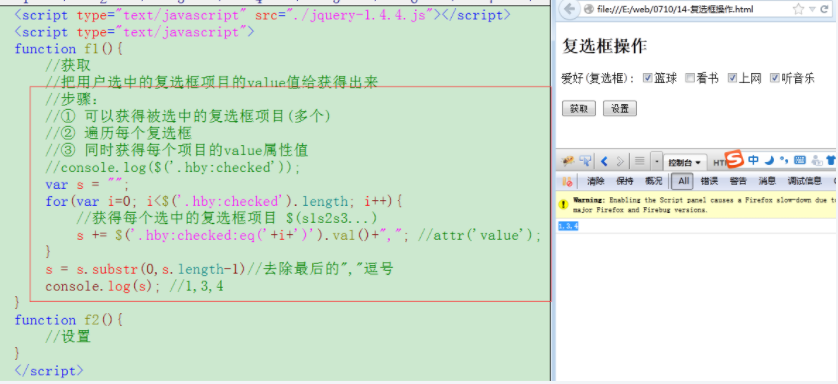 <script type="text/javascript" src="./jquery-1.4.4.js"></script>
<script type="text/javascript">
function f1(){
//获取
//把用户选中的复选框项目的value值给获得出来
//步骤:
//① 可以获得被选中的复选框项目(多个)
//② 遍历每个复选框
//③ 同时获得每个项目的value属性值
//console.log($('.hby:checked'));
var s = "";
for(var i=0; i<$('.hby:checked').length; i++){
//获得每个选中的复选框项目 $(s1s2s3...)
s += $('.hby:checked:eq('+i+')').val()+","; //attr('value');
}
s = s.substr(0,s.length-1)//去除最后的","逗号
console.log(s); //1,3,4
}
function f2(){
//设置
}
</script>
file:///E:/web/0710/14-复选框操作.html
复选框操作
爱好(复选框): 篮球 看书 上网 听音乐
获取 设置
控制台 HT
中
清除 保持 概况 All 错误 警告 消息 调试信息
Warning: Enabling the Script panel causes a Firefox slow-down due to
major Firefox and Firebug versions.
1,3,4